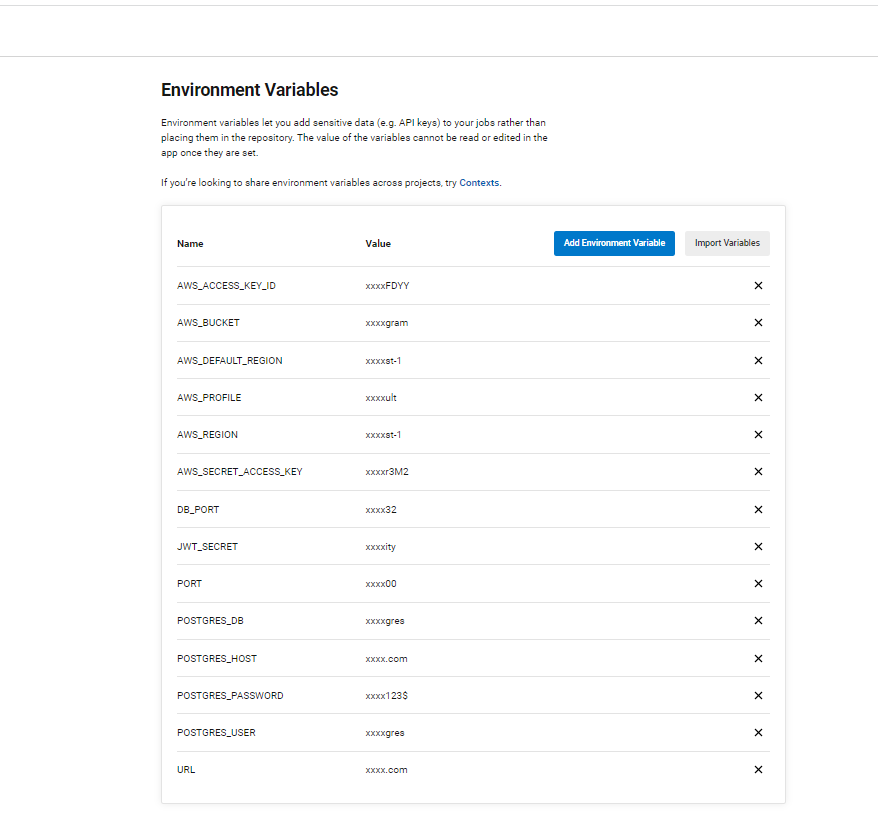 Environment Variables
Environment variables let you add sensitive data (e.g. API keys) to your jobs rather than
placing them in the repository. The value of the variables cannot be read or edited in the
app once they are set.
If you're looking to share environment variables across projects, try Contexts.
Name Value Add Environment Variable Import Variables
AWS_ACCESS_KEY_ID xxxxFDYY
AWS_BUCKET xxxxgram
AWS_DEFAULT_REGION xxxxst-1
AWS_PROFILE xxxxult
AWS_REGION xxxxst-1
AWS_SECRET_ACCESS_KEY xxxxr3M2
DB_PORT xxxx32
JWT_SECRET xxxxity
PORT xxxx00
POSTGRES_DB xxxxgres
POSTGRES_HOST xxxx.com
POSTGRES_PASSWORD xxxx123$
POSTGRES_USER xxxxgres
URL xxxx.com